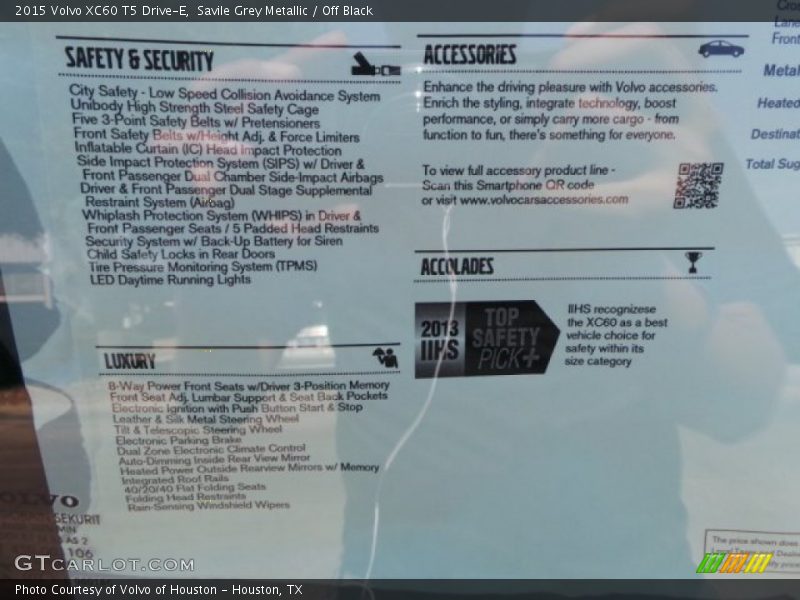 2015 Volvo XC60 T5 Drive-E, Savile Grey Metallic / Off Black
SAFETY & SECURITY
City Safety - Low Speed Collision Avoidance System
Unibody High Strength Steel Safety Cage
Five 3-Point Safety Belts w/ Pretensioners
Front Safety Belts w/Height Adj. & Force Limiters
Inflatable Curtain (IC) Head Impact Protection
Side Impact Protection System (SIPS) w/ Driver &
Front Passenger Dual Chamber Side-Impact Airbags
Driver & Front Passenger Dual Stage Supplemental
Restraint System (Airbag)
Whiplash Protection System (WHIPS) in Driver &
Front Passenger Seats / 5 Padded Head Restraints
Security System w/ Back-Up Battery for Siren
Child Safety Locks in Rear Doors
Tire Pressure Monitoring System (TPMS)
LED Daytime Running Lights
LUXURY
8-Way Power Front Seats w/Driver 3-Position Memory
Front Seat Adj. Lumbar Support & Seat Back Pockets
Electronic Ignition with Push Button Start & Stop
Leather & Silk Metal Steering Wheel
Tilt & Telescopic Steering Wheel
Electronic Parking Brake
Dual Zone Electronic Climate Control
Auto-Dimming Inside Rear View Mirror
Heated Power Outside Rearview Mirrors w/ Memory
Integrated Roof Rails
40/20/40 Flat Folding Seats
Folding Head Restraints
Rain-Sensing Windshield Wipers
ACCESSORIES
Enhance the driving pleasure with Volvo accessories.
Enrich the styling, integrate technology, boost
performance, or simply carry more cargo - from
function to fun, there's something for everyone.
To view full accessory product line -
Scan this Smartphone QR code
or visit www.volvocarsaccessories.com
ACCOLADES
2013
IIHS
TOP
SAFETY
PICK+
IIHS recognizese
the XC60 as a best
vehicle choice for
safety within its
size category
Front
Metal
Heated
Destinat
Total Sug
OLVO
SEKURIT
AS 2
106
The price shown does
GTCARLOT.COM
Photo Courtesy of Volvo of Houston - Houston, TX